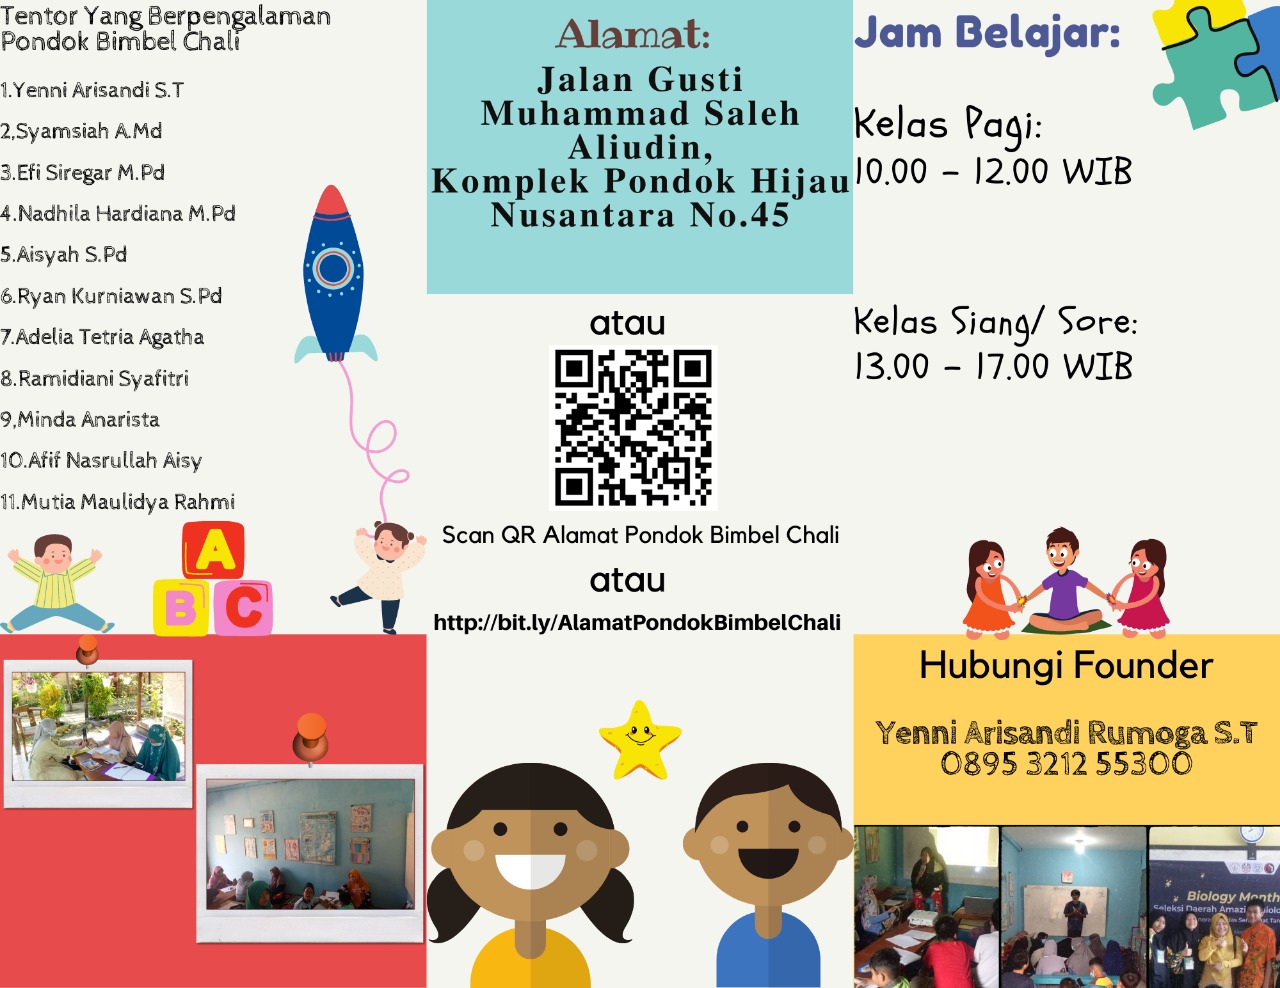 Tentor Yang Berpengalaman
Pondok Bimbel Chali
1.Yenni Arisandi S.T
2,Syamsiah A.Md
3.Efi Siregar M.Pd
4.Nadhila Hardiana M.Pd
5.Aisyah S.Pd
6.Ryan Kurniawan S.Pd
7.Adelia Tetria Agatha
8.Ramidiani Syafitri
9,Minda Anarista
10.Afif Nasrullah Aisy
11.Mutia Maulidya Rahmi
A
B C
Alamat:
Jalan Gusti
Muhammad Saleh
Aliudin,
Komplek Pondok Hijau
Nusantara No.45
atau
Scan QR Alamat Pondok Bimbel Chali
atau
http://bit.ly/AlamatPondokBimbelChali
Jam Belajar:
Kelas Pagi:
10.00 - 12.00 WIB
Kelas Siang/ Sore:
13.00 - 17.00 WIB
Hubungi Founder
Yenni Arisandi Rumoga S.T
0895 3212 55300
Biology Month
Seleksi Daerah